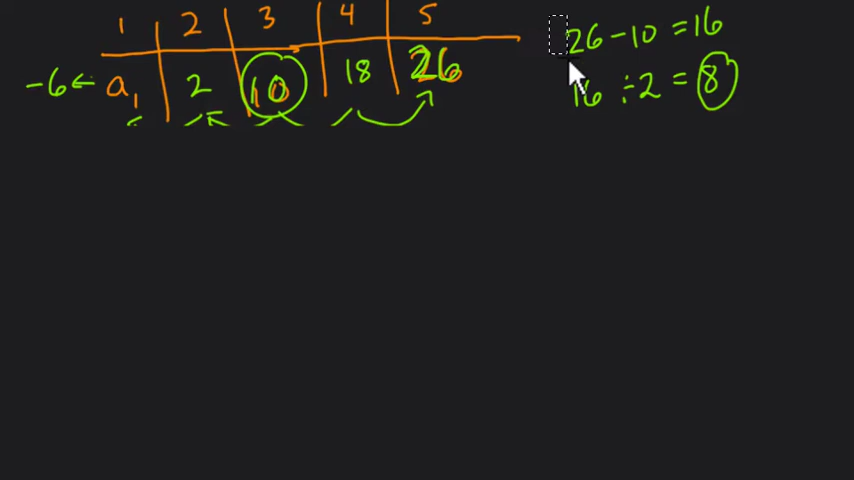 1 2 3 4 5
-6 ← a₁ 2 10 18 26
26 - 10 = 16
16 ÷ 2 = 8